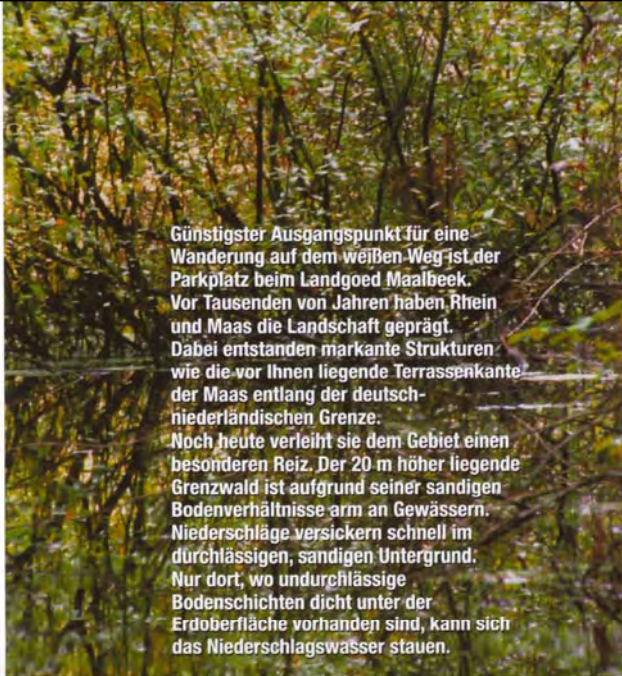 Günstigster Ausgangspunkt für eine
Wanderung auf dem weißen Weg ist der
Parkplatz beim Landgoed Maalbeek.
Vor Tausenden von Jahren haben Rhein
und Maas die Landschaft geprägt.
Dabei entstanden markante Strukturen
wie die vor Ihnen liegende Terrassenkante
der Maas entlang der deutsch-
niederländischen Grenze.
Noch heute verleiht sie dem Gebiet einen
besonderen Reiz. Der 20 m höher liegende
Grenzwald ist aufgrund seiner sandigen
Bodenverhältnisse arm an Gewässern.
Niederschläge versickern schnell im
durchlässigen, sandigen Untergrund.
Nur dort, wo undurchlässige
Bodenschichten dicht unter der
Erdoberfläche vorhanden sind, kann sich
das Niederschlagswasser stauen.